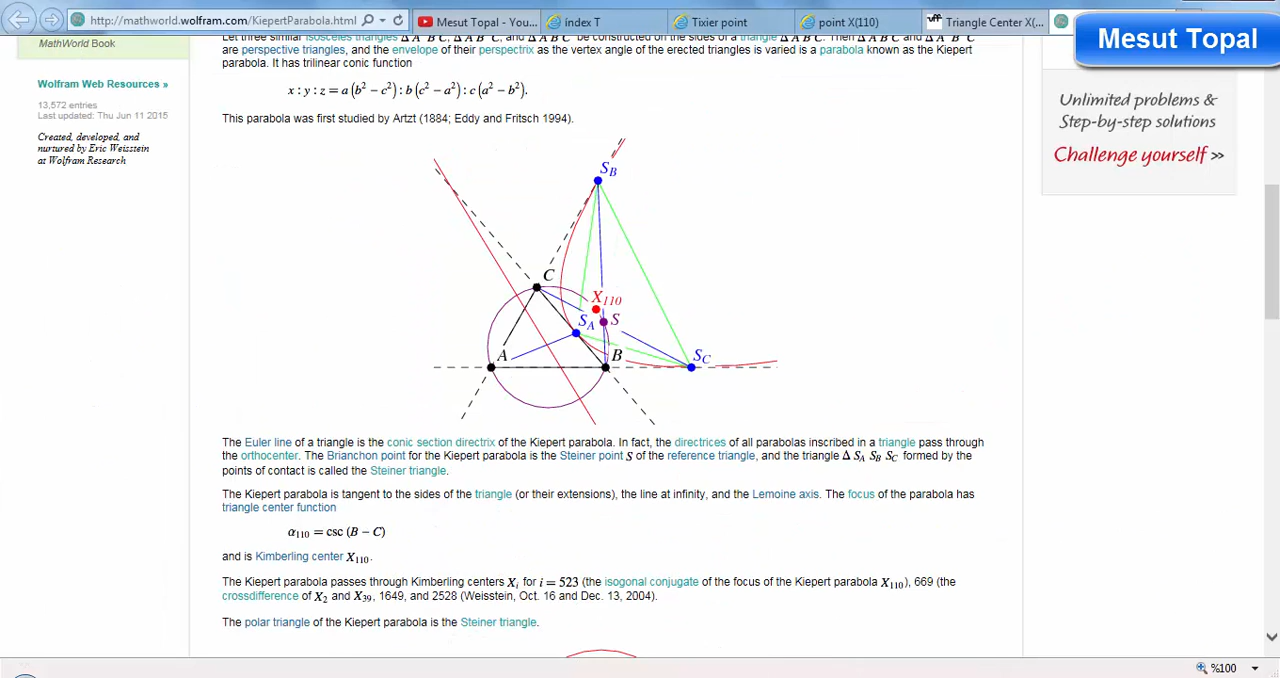 http://mathworld.wolfram.com/KiepertParabola.html
Mesut Topal - You...
index T
Tixier point
point X(110)
Triangle Center X(...
Mesut Topal
MathWorld Book
are perspective triangles, and the envelope of their perspectrix as the vertex angle of the erected triangles is varied is a parabola known as the Kiepert
parabola. It has trilinear conic function
x : y : z = a (b² − c²) : b (c² − a²) : c (a² − b²).
This parabola was first studied by Artzt (1884; Eddy and Fritsch 1994).
Wolfram Web Resources »
13,572 entries
Last updated: Thu Jun 11 2015
Created, developed, and
nurtured by Eric Weisstein
at Wolfram Research
Unlimited problems &
Step-by-step solutions
Challenge yourself >>
S_B
C
X_110
S_A
S
A
B
S_C
The Euler line of a triangle is the conic section directrix of the Kiepert parabola. In fact, the directrices of all parabolas inscribed in a triangle pass through
the orthocenter. The Brianchon point for the Kiepert parabola is the Steiner point S of the reference triangle, and the triangle Δ S_A S_B S_C formed by the
points of contact is called the Steiner triangle.
The Kiepert parabola is tangent to the sides of the triangle (or their extensions), the line at infinity, and the Lemoine axis. The focus of the parabola has
triangle center function
α_110 = csc (B − C)
and is Kimberling center X_110.
The Kiepert parabola passes through Kimberling centers X_i for i = 523 (the isogonal conjugate of the focus of the Kiepert parabola X_110), 669 (the
crossdifference of X_2 and X_39, 1649, and 2528 (Weisstein, Oct. 16 and Dec. 13, 2004).
The polar triangle of the Kiepert parabola is the Steiner triangle.
%100